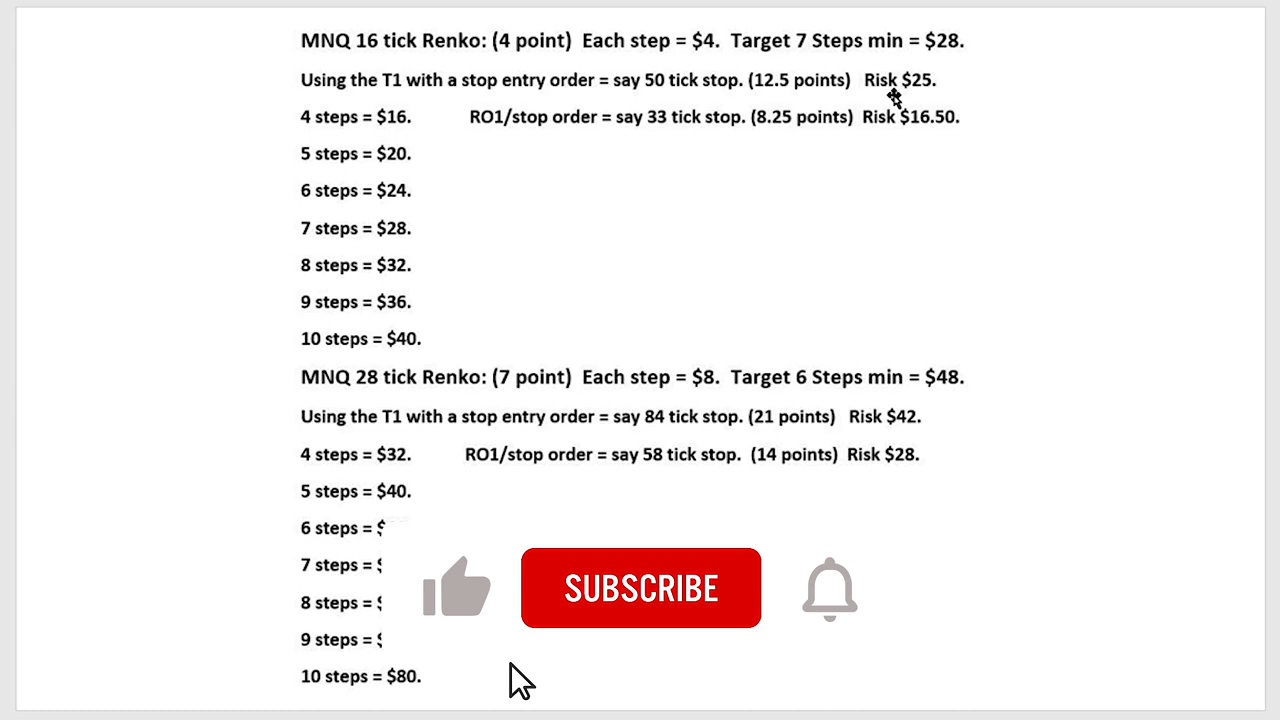 MNQ 16 tick Renko: (4 point) Each step = $4. Target 7 Steps min = $28.
Using the T1 with a stop entry order = say 50 tick stop. (12.5 points) Risk $25.
4 steps = $16. RO1/stop order = say 33 tick stop. (8.25 points) Risk $16.50.
5 steps = $20.
6 steps = $24.
7 steps = $28.
8 steps = $32.
9 steps = $36.
10 steps = $40.
MNQ 28 tick Renko: (7 point) Each step = $8. Target 6 Steps min = $48.
Using the T1 with a stop entry order = say 84 tick stop. (21 points) Risk $42.
4 steps = $32. RO1/stop order = say 58 tick stop. (14 points) Risk $28.
5 steps = $40.
6 steps = $
7 steps = $
8 steps = $
9 steps = $
10 steps = $80.
SUBSCRIBE